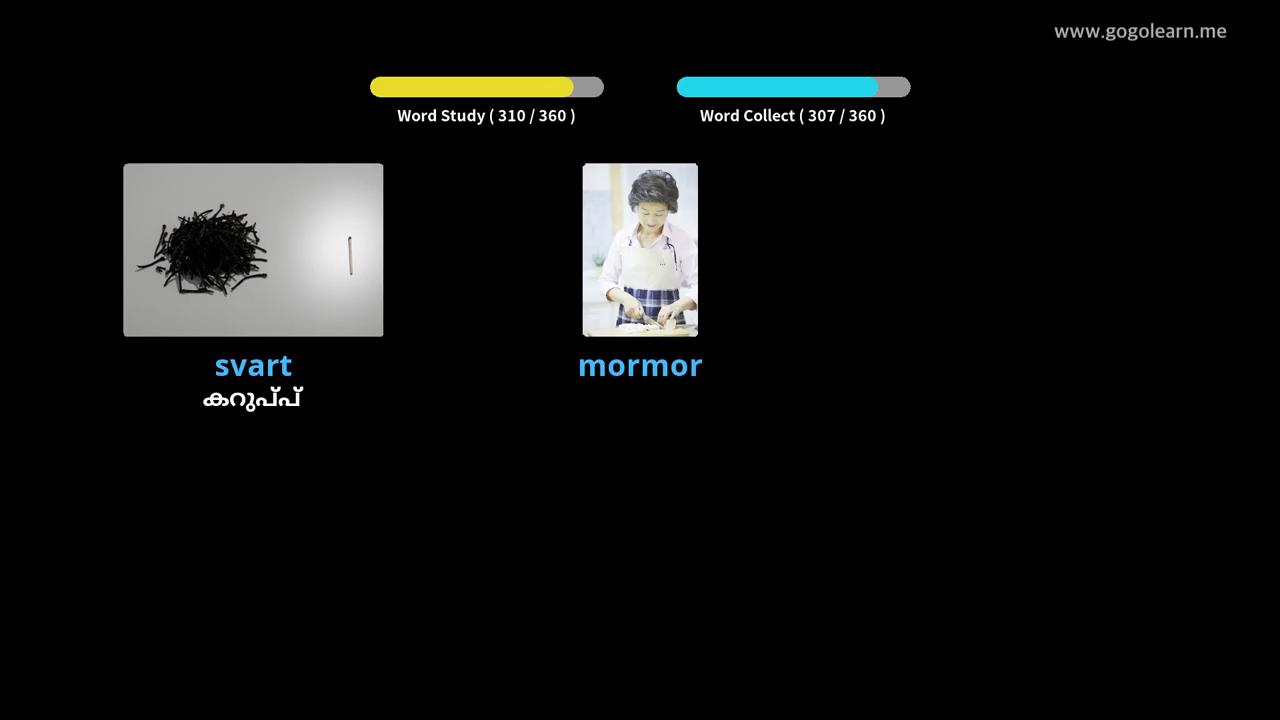 www.gogolearn.me
Word Study ( 310 / 360 )
Word Collect ( 307 / 360 )
svart
mormor
കറുപ്പ്